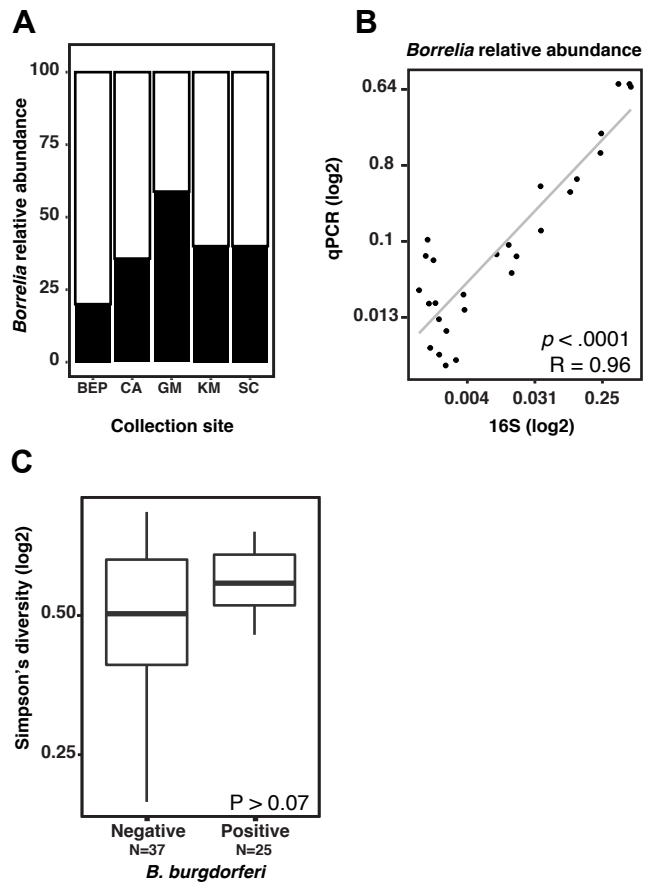 A
Borrelia relative abundance
100
75
50
25
0
BEP CA GM KM SC
Collection site
B
Borrelia relative abundance
qPCR (log2)
0.64
0.8
0.1
0.013
p < .0001
R = 0.96
0.004 0.031 0.25
16S (log2)
C
Simpson's diversity (log2)
0.50
0.25
P > 0.07
Negative Positive
N=37 N=25
B. burgdorferi